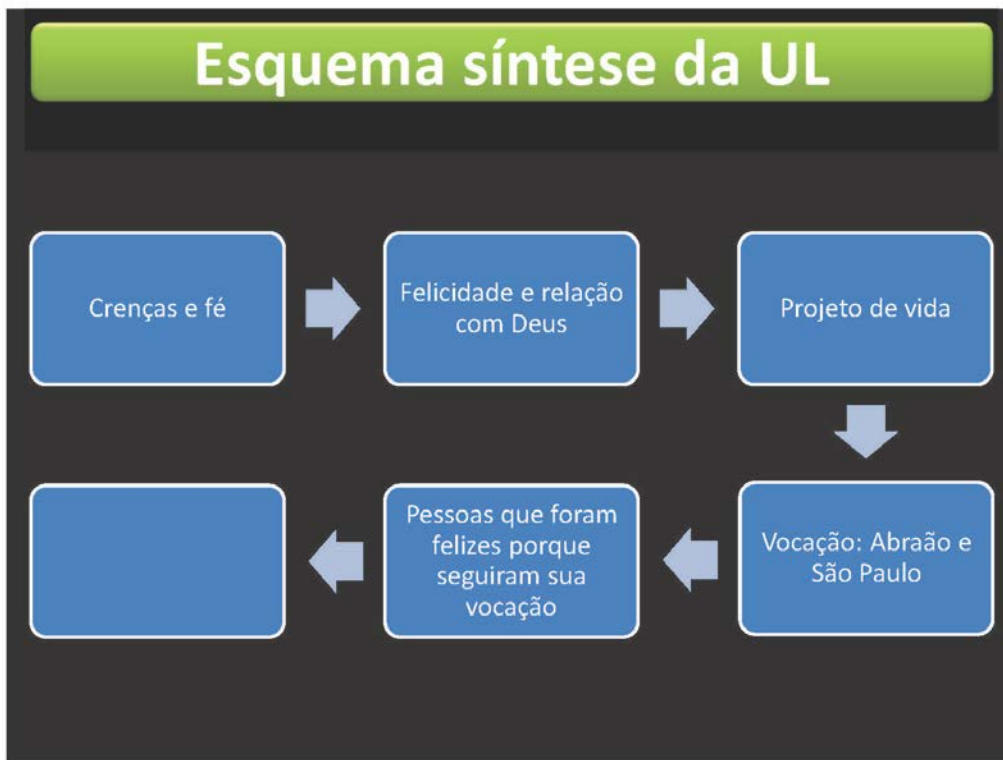 Esquema síntese da UL
Crenças e fé
Felicidade e relação
com Deus
Projeto de vida
Vocação: Abraão e
São Paulo
Pessoas que foram
felizes porque
seguiram sua
vocação